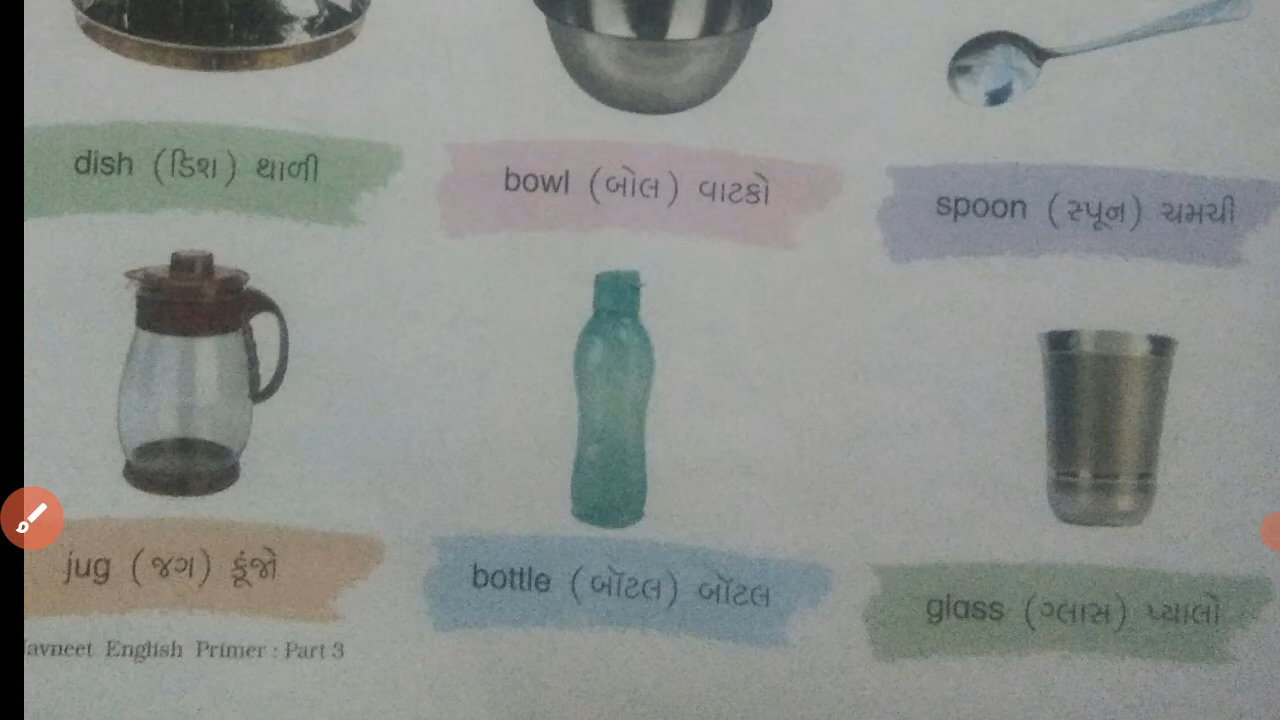 dish (ડિશ) થાળી
bowl (બોલ) વાટકો
spoon (સ્પૂન) ચમચી
jug (જગ) કૂંજો
bottle (બૉટલ) બૉટલ
glass (ગ્લાસ) પ્યાલો
avneet English Primer : Part 3